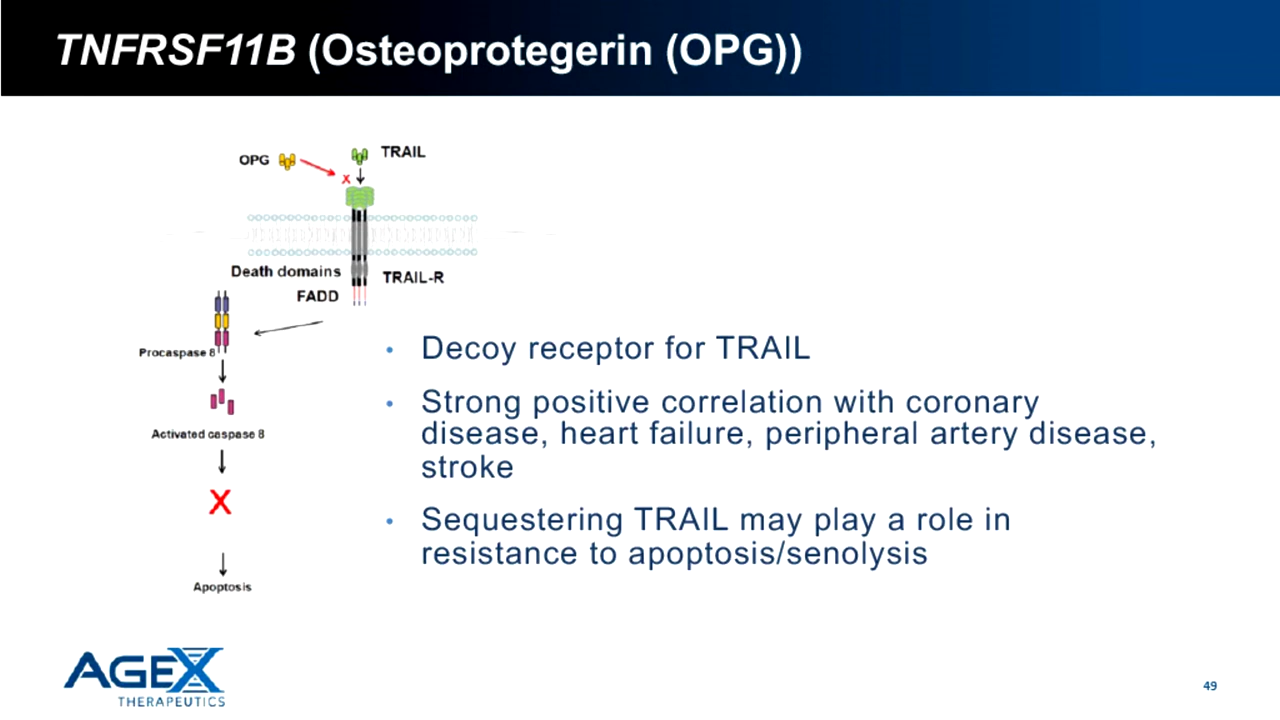 TNFRSF11B (Osteoprotegerin (OPG))
OPG
TRAIL
X
Death domains
TRAIL-R
FADD
Procaspase 8
Activated caspase 8
X
Apoptosis
• Decoy receptor for TRAIL
• Strong positive correlation with coronary
disease, heart failure, peripheral artery disease,
stroke
• Sequestering TRAIL may play a role in
resistance to apoptosis/senolysis
AGEX
THERAPEUTICS
49